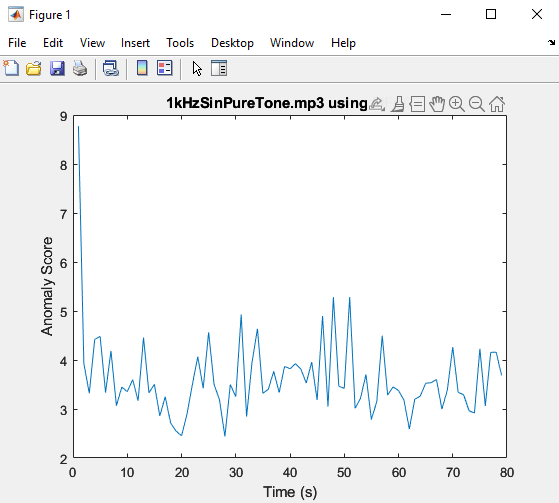 Figure 1
File Edit View Insert Tools Desktop Window Help
1kHzSinPureTone.mp3 using
9
8
7
6
5
4
3
2
Anomaly Score
0 10 20 30 40 50 60 70 80
Time (s)